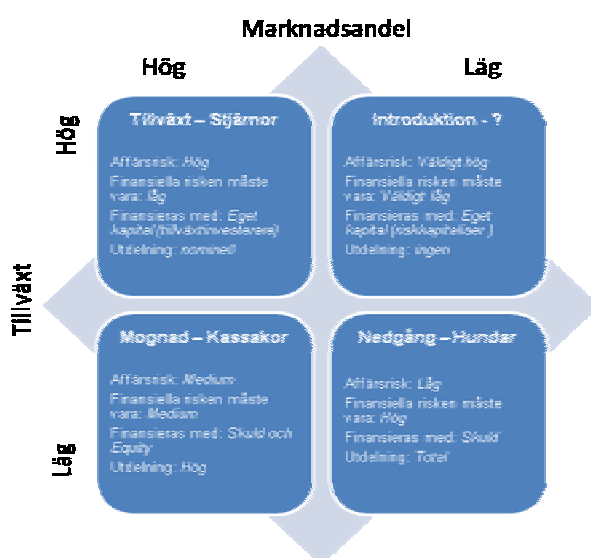 Marknadsandel
Hög
Låg
Hög
Tillväxt
Låg
Tillväxt – Stjärnor
Affärsrisk: Hög
Finansiella risken måste
vara: låg
Finansieras med: Eget
kapital (tillväxtinvesterare)
Utdelning: nominell
Introduktion - ?
Affärsrisk: Väldigt hög
Finansiella risken måste
vara: Väldigt låg
Finansieras med: Eget
kapital (riskkapitaliser)
Utdelning: ingen
Mognad – Kassakor
Affärsrisk: Medium
Finansiella risken måste
vara: Medium
Finansieras med: Skuld och
Equity
Utdelning: Hög
Nedgång – Hundar
Affärsrisk: Låg
Finansiella risken måste
vara: Hög
Finansieras med: Skuld
Utdelning: Total